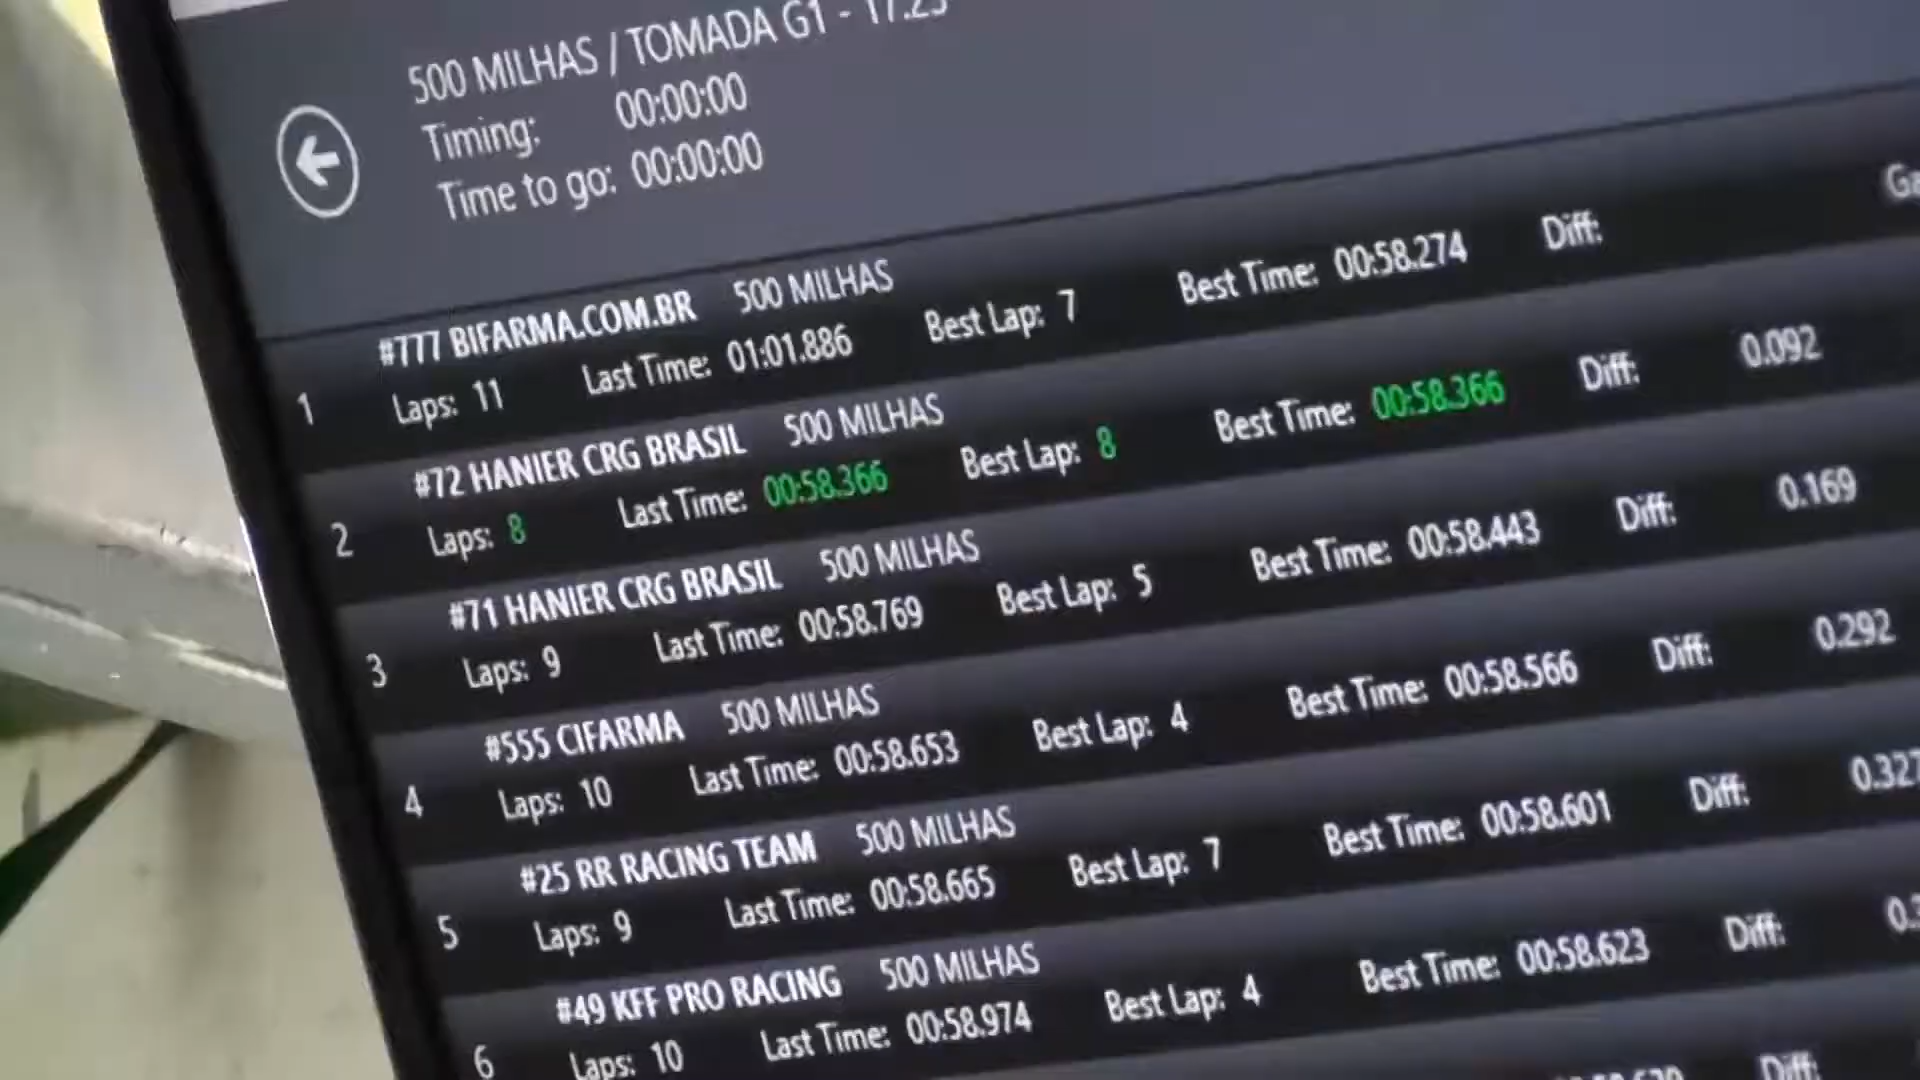 500 MILHAS / TOMADA G1 - 17:25
Timing: 00:00:00
Time to go: 00:00:00
1 #777 BIFARMA.COM.BR 500 MILHAS
Laps: 11 Last Time: 01:01.886 Best Lap: 7 Best Time: 00:58.274 Diff:
2 #72 HANIER CRG BRASIL 500 MILHAS
Laps: 8 Last Time: 00:58.366 Best Lap: 8 Best Time: 00:58.366 Diff: 0.092
3 #71 HANIER CRG BRASIL 500 MILHAS
Laps: 9 Last Time: 00:58.769 Best Lap: 5 Best Time: 00:58.443 Diff: 0.169
4 #555 CIFARMA 500 MILHAS
Laps: 10 Last Time: 00:58.653 Best Lap: 4 Best Time: 00:58.566 Diff: 0.292
5 #25 RR RACING TEAM 500 MILHAS
Laps: 9 Last Time: 00:58.665 Best Lap: 7 Best Time: 00:58.601 Diff: 0.327
6 #49 KFF PRO RACING 500 MILHAS
Laps: 10 Last Time: 00:58.974 Best Lap: 4 Best Time: 00:58.623 Diff:
Diff: